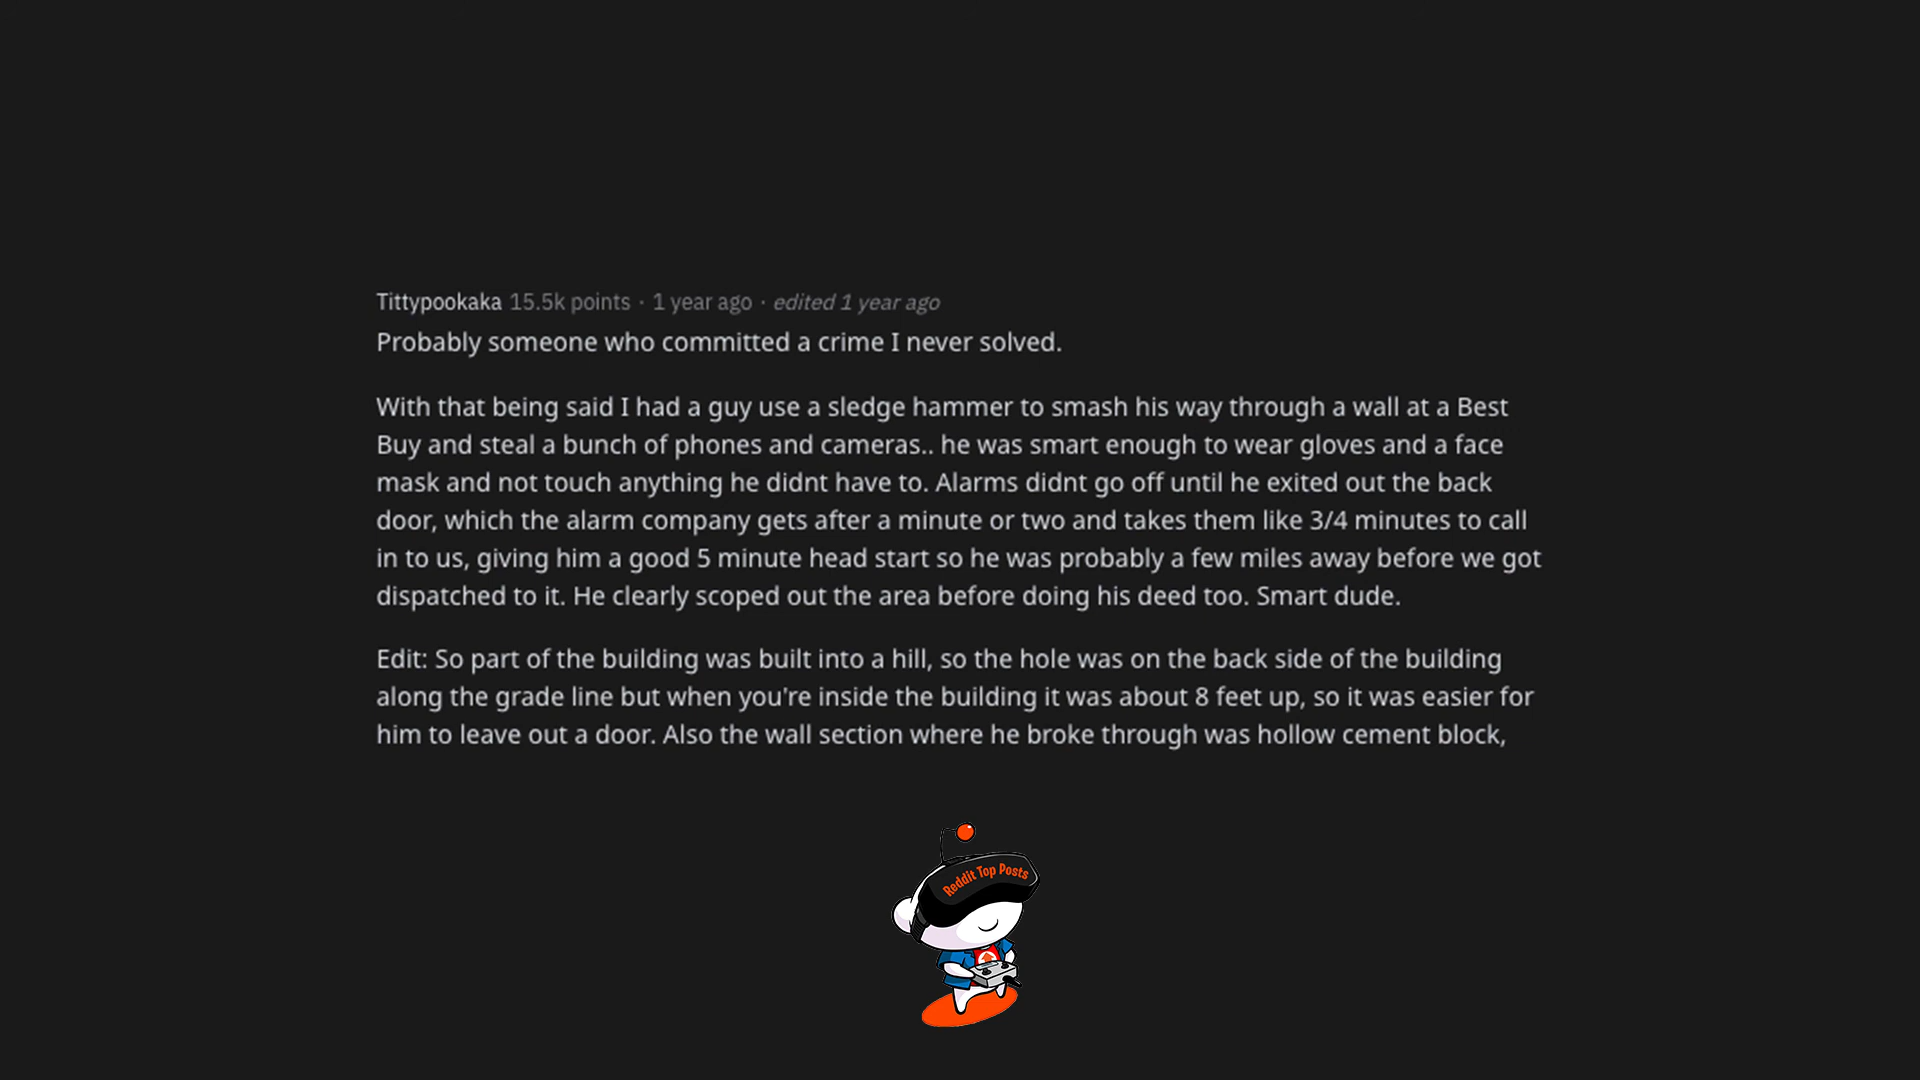 Tittypookaka 15.5k points · 1 year ago · edited 1 year ago
Probably someone who committed a crime I never solved.
With that being said I had a guy use a sledge hammer to smash his way through a wall at a Best
Buy and steal a bunch of phones and cameras.. he was smart enough to wear gloves and a face
mask and not touch anything he didnt have to. Alarms didnt go off until he exited out the back
door, which the alarm company gets after a minute or two and takes them like 3/4 minutes to call
in to us, giving him a good 5 minute head start so he was probably a few miles away before we got
dispatched to it. He clearly scoped out the area before doing his deed too. Smart dude.
Edit: So part of the building was built into a hill, so the hole was on the back side of the building
along the grade line but when you're inside the building it was about 8 feet up, so it was easier for
him to leave out a door. Also the wall section where he broke through was hollow cement block,
Reddit Top Posts